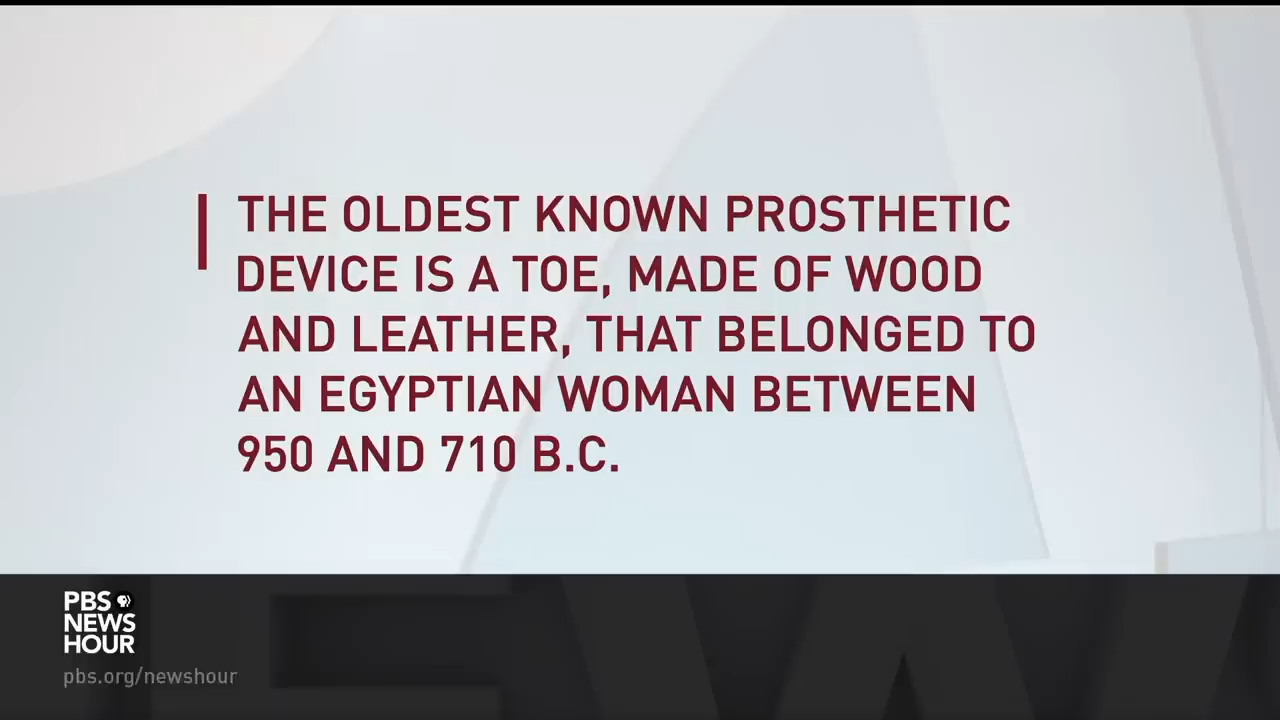 THE OLDEST KNOWN PROSTHETIC
DEVICE IS A TOE, MADE OF WOOD
AND LEATHER, THAT BELONGED TO
AN EGYPTIAN WOMAN BETWEEN
950 AND 710 B.C.
PBS
NEWS
HOUR
pbs.org/newshour